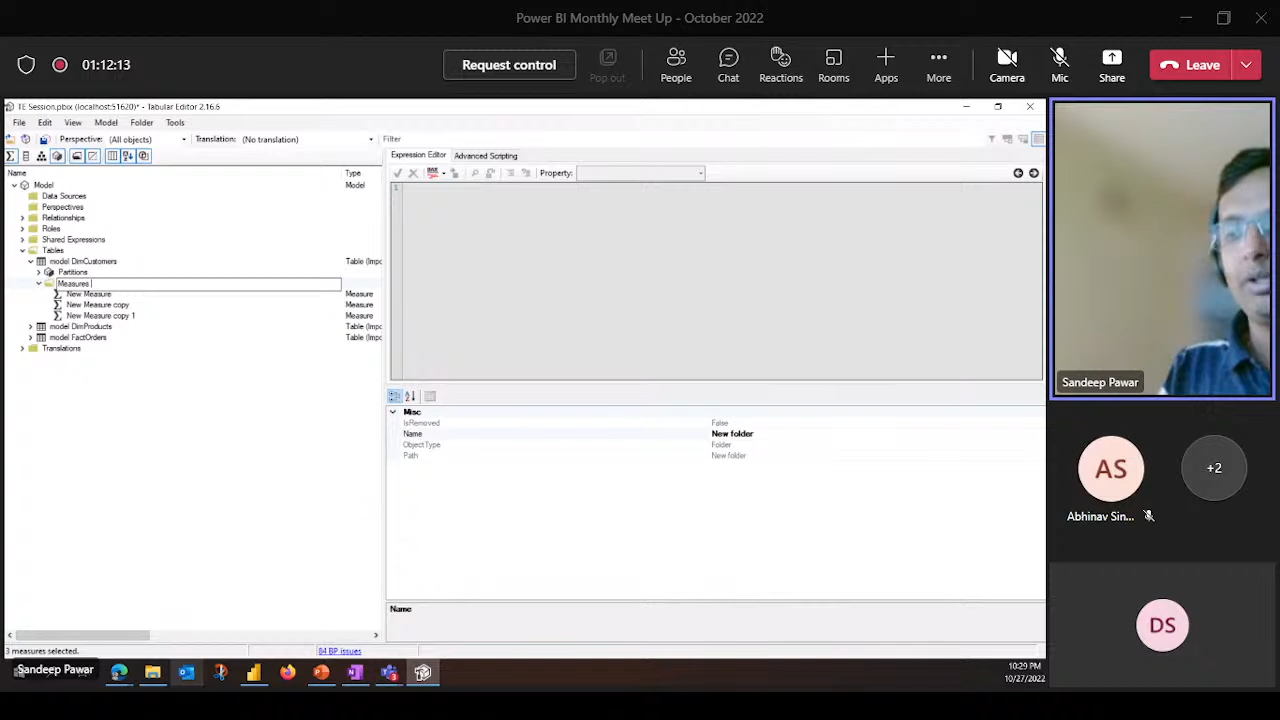 Power BI Monthly Meet Up - October 2022
01:12:13
Request control
Pop out
People
Chat
Reactions
Rooms
Apps
More
Camera
Mic
Share
Leave
TE Session.pbix (localhost:51620)* - Tabular Editor 2.16.6
File Edit View Model Folder Tools
Perspective: (All objects) Translation: (No translation) Filter
Expression Editor Advanced Scripting
Name Type
Property:
1
Model Model
Data Sources
Perspectives
Relationships
Roles
Shared Expressions
Tables
model DimCustomers Table (Impo
Partitions
Measures
New Measure Measure
New Measure copy Measure
New Measure copy 1 Measure
model DimProducts Table (Impo
model FactOrders Table (Impo
Translations
Misc
IsRemoved False
Name New folder
ObjectType Folder
Path New folder
Name
3 measures selected. 84 BP issues
Sandeep Pawar
10:29 PM
10/27/2022
Sandeep Pawar
AS
+2
Abhinav Sin...
DS